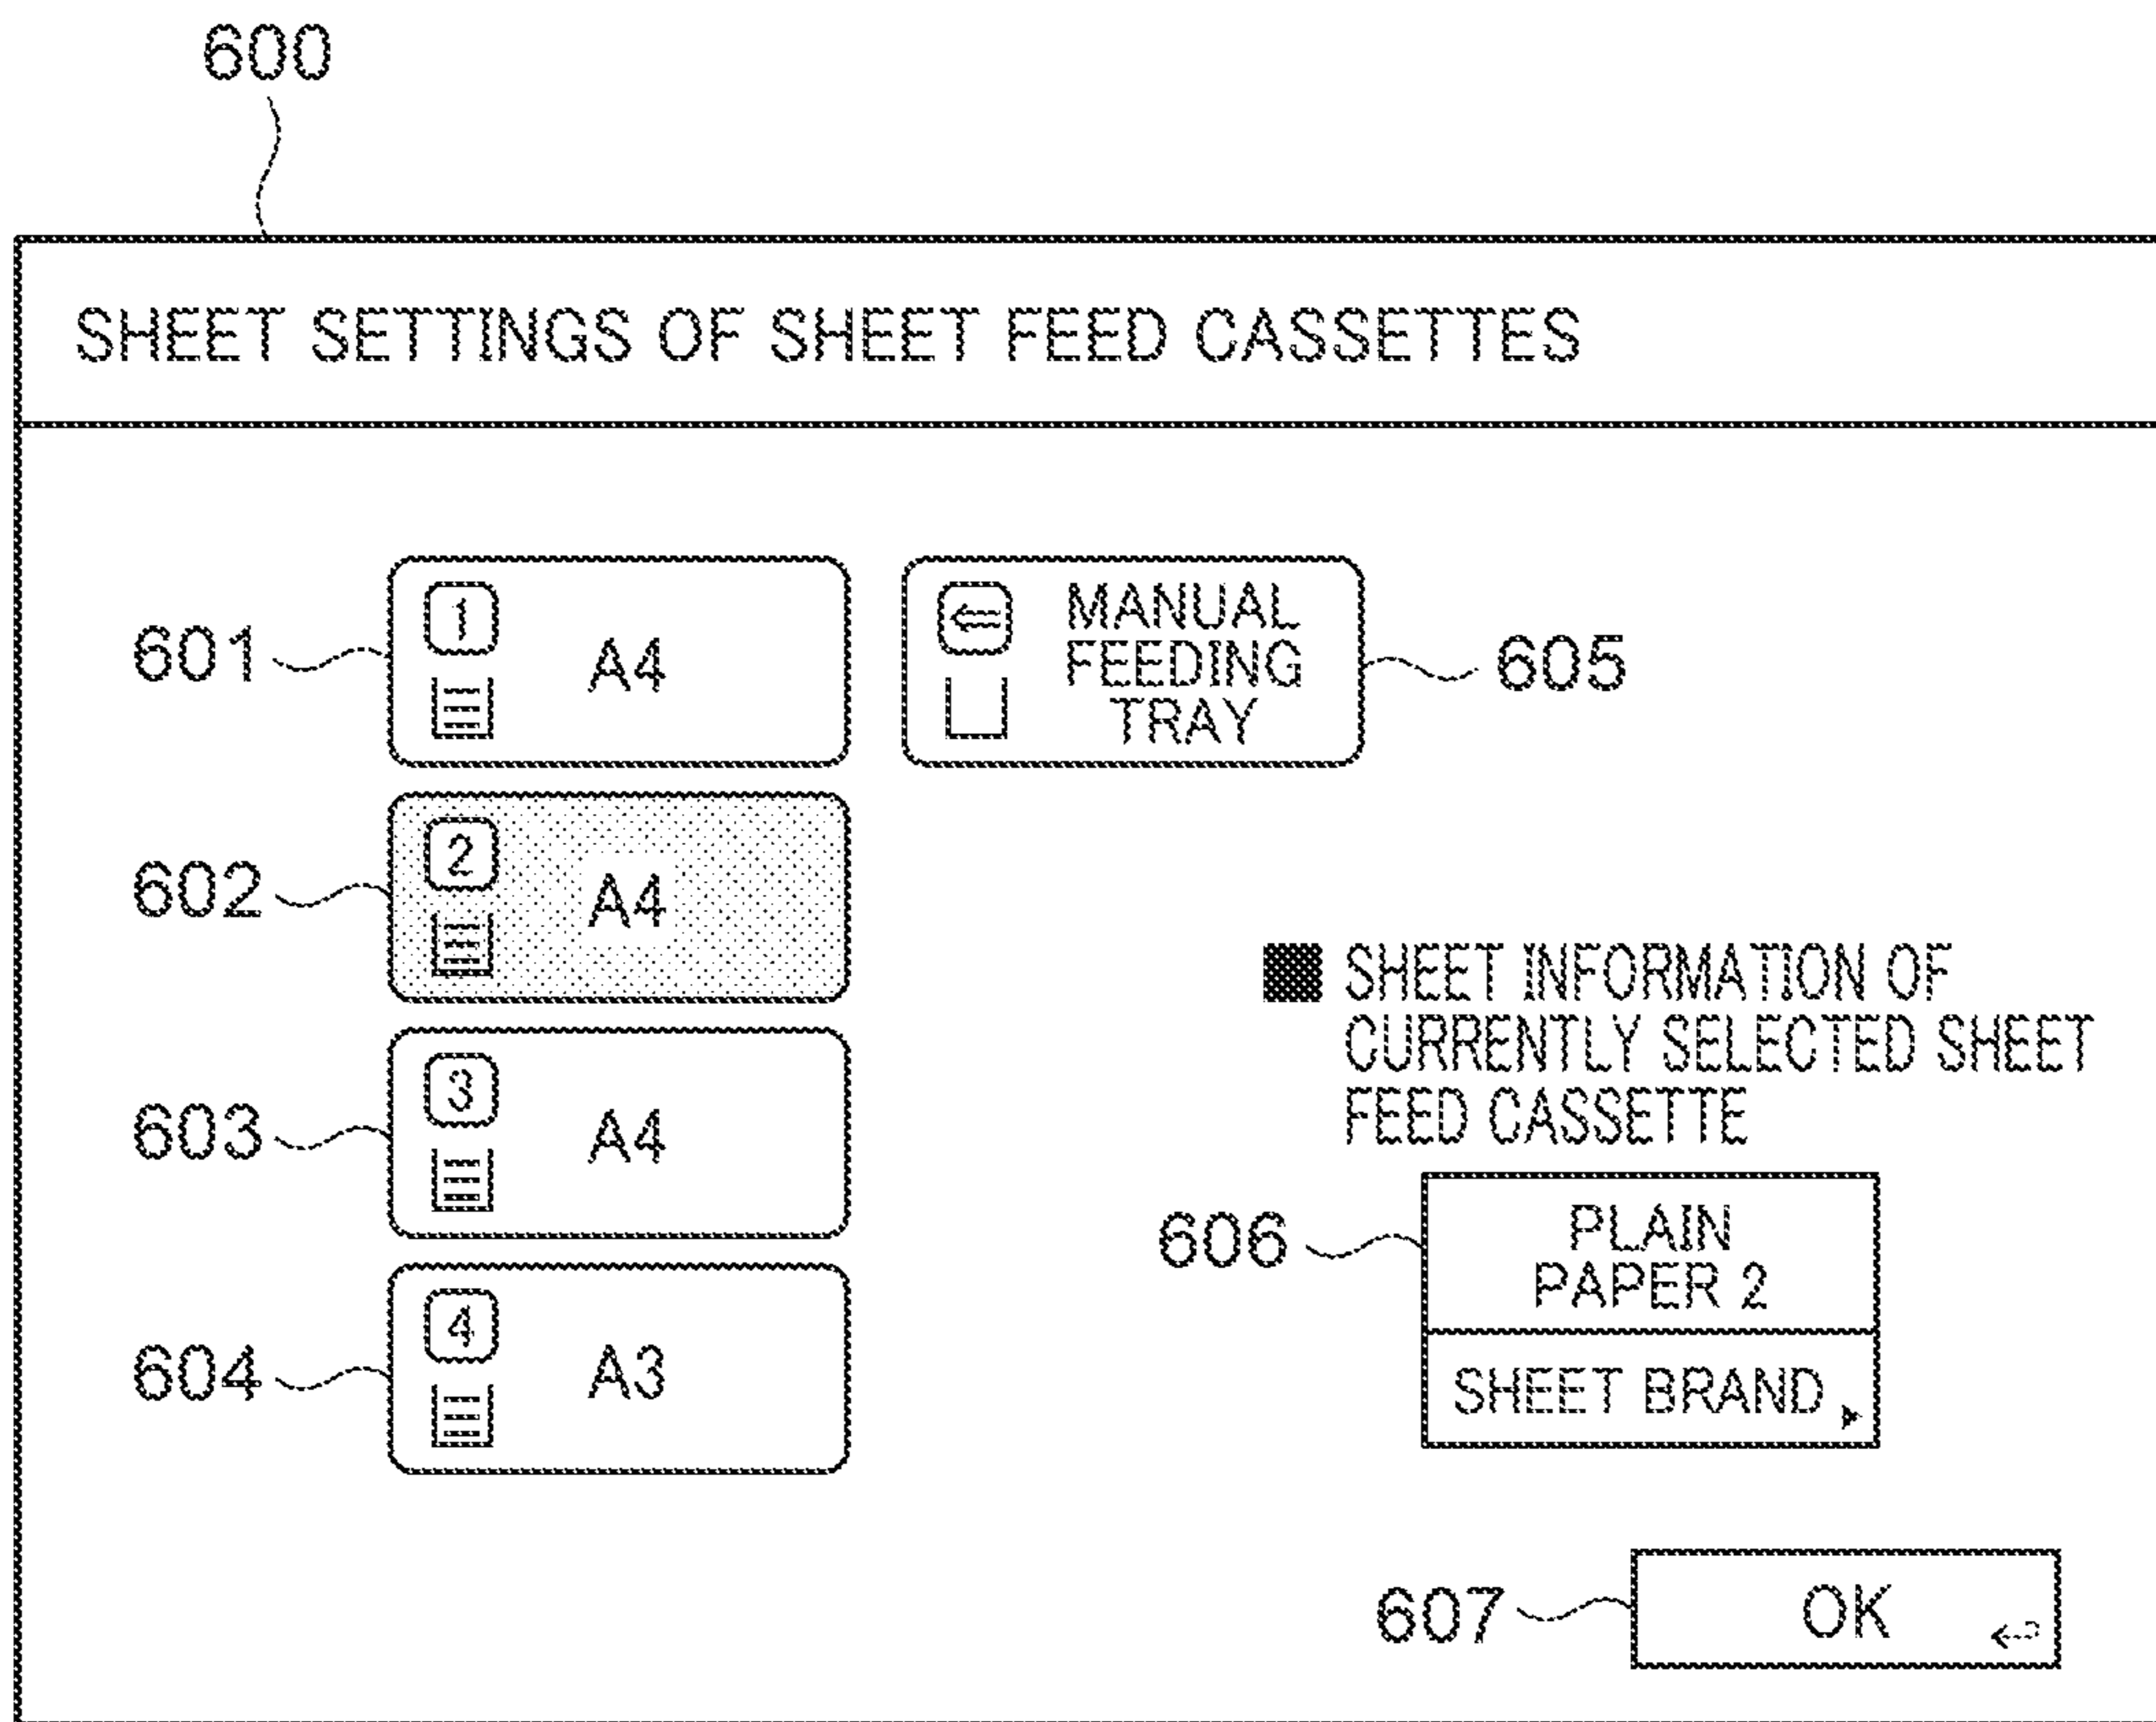 600
SHEET SETTINGS OF SHEET FEED CASSETTES
601
1
A4
MANUAL
FEEDING
TRAY
605
602
2
A4
603
3
A4
604
4
A3
SHEET INFORMATION OF
CURRENTLY SELECTED SHEET
FEED CASSETTE
606
PLAIN
PAPER 2
SHEET BRAND
607
OK